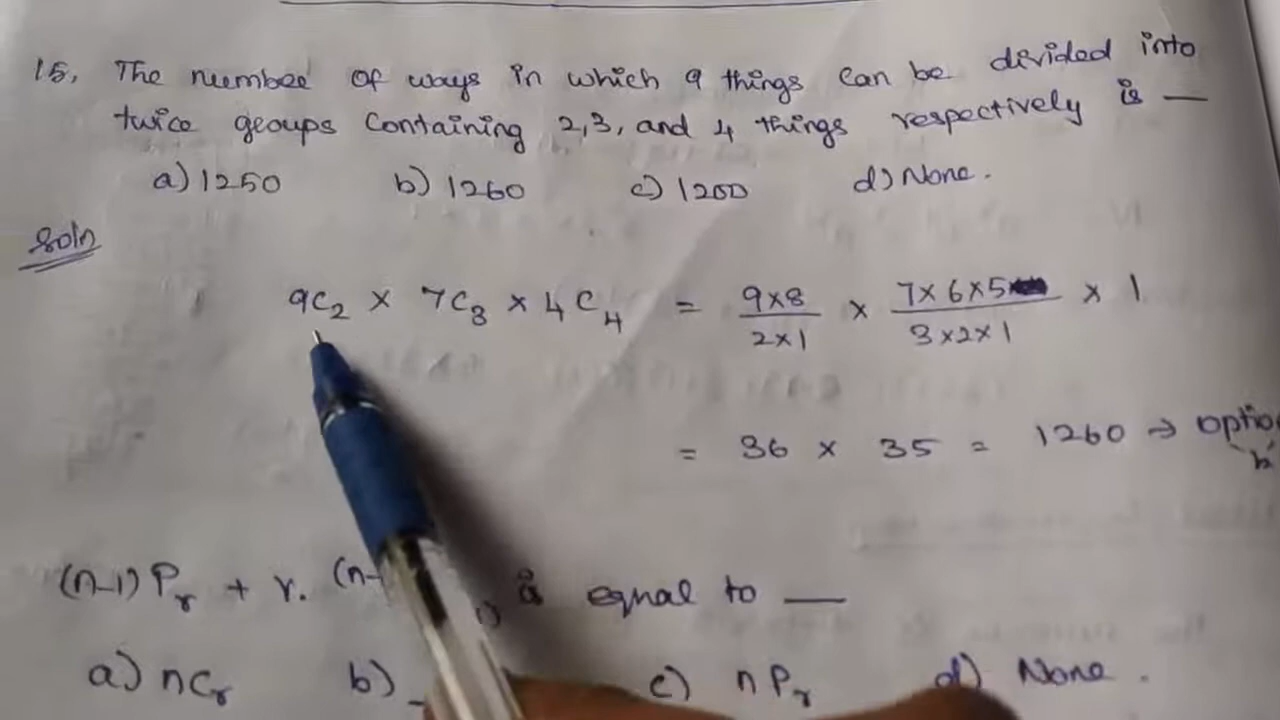 15, The number of ways in which 9 things can be divided into
twice groups containing 2,3, and 4 things respectively is —
a) 1250 b) 1260 c) 1200 d) None.
Soln
9C₂ × 7C₃ × 4C₄ = 9×8/2×1 × 7×6×5/3×2×1 × 1
= 36 × 35 = 1260 → optio
'b'
(n-1)Pᵣ + r. (n- is equal to —
a) nCᵣ b) c) nPᵣ d) None.